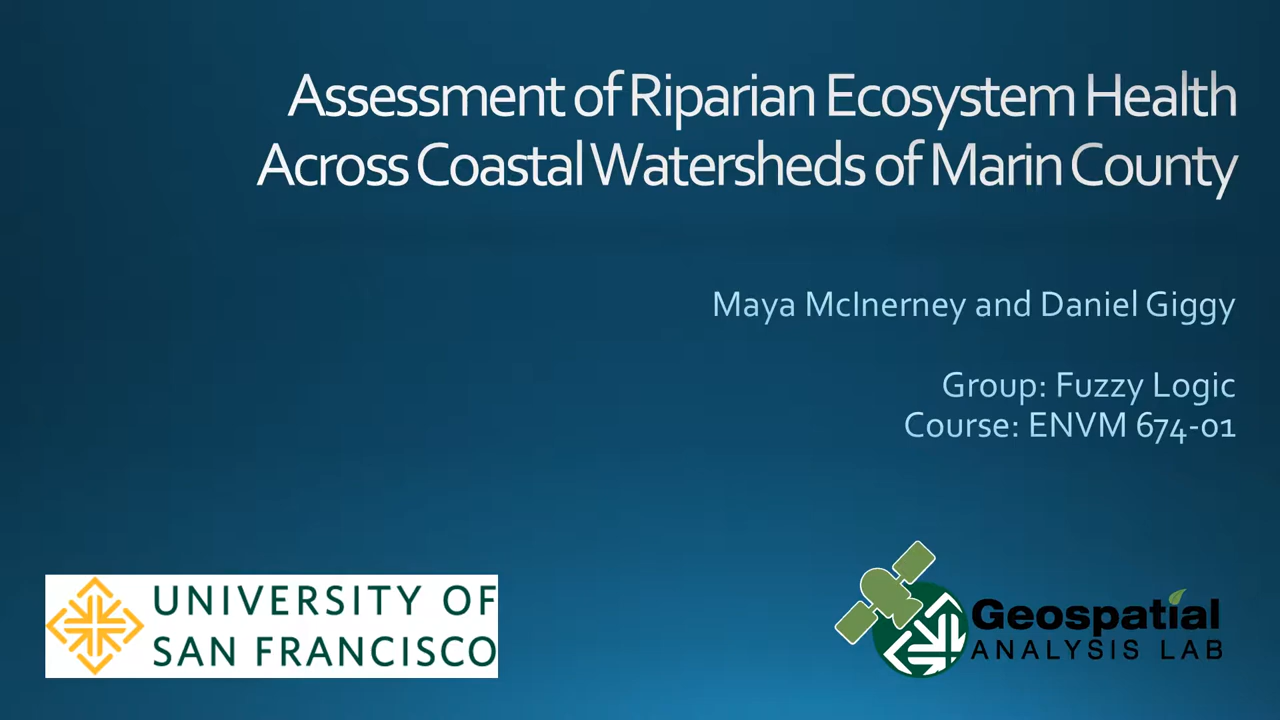 Assessment of Riparian Ecosystem Health
Across Coastal Watersheds of Marin County
Maya McInerney and Daniel Giggy
Group: Fuzzy Logic
Course: ENVM 674-01
UNIVERSITY OF
SAN FRANCISCO
Geospatial
ANALYSIS LAB